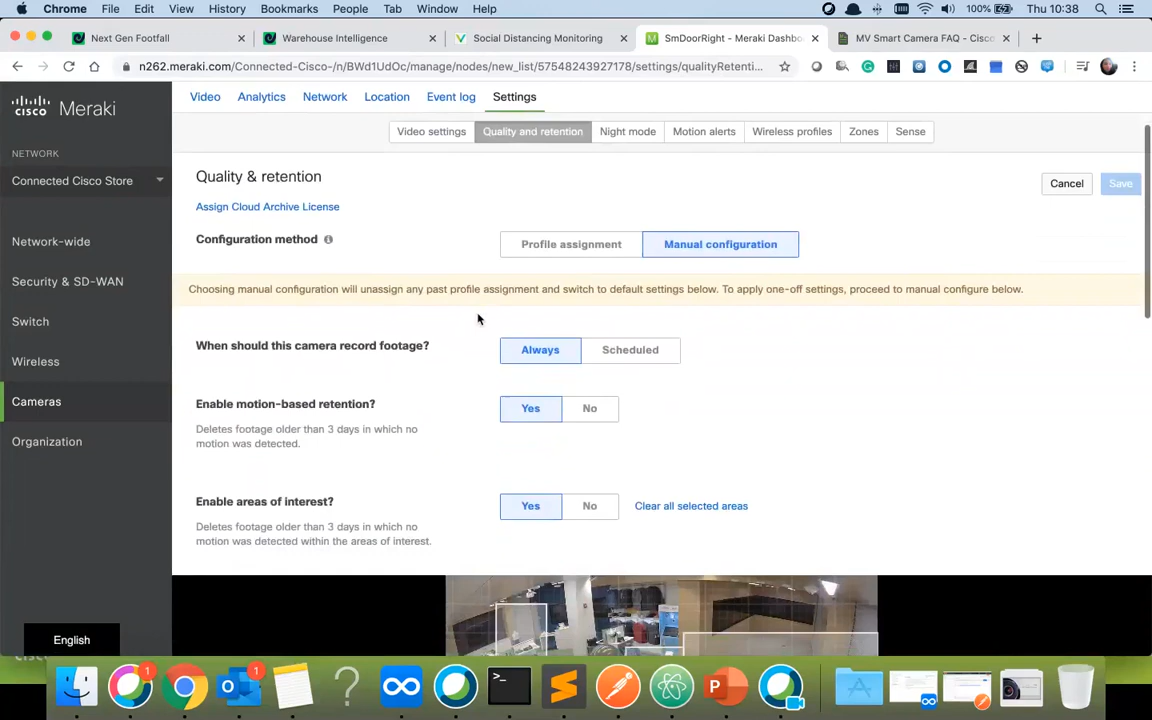 Chrome File Edit View History Bookmarks People Tab Window Help 100% Thu 10:38
Next Gen Footfall × Warehouse Intelligence × Social Distancing Monitoring × SmDoorRight - Meraki Dashbo × MV Smart Camera FAQ - Cisco × +
n262.meraki.com/Connected-Cisco-/n/BWd1UdOc/manage/nodes/new_list/57548243927178/settings/qualityRetenti...
cisco Meraki
Video Analytics Network Location Event log Settings
Video settings Quality and retention Night mode Motion alerts Wireless profiles Zones Sense
NETWORK
Connected Cisco Store
Network-wide
Security & SD-WAN
Switch
Wireless
Cameras
Organization
English
Quality & retention
Cancel Save
Assign Cloud Archive License
Configuration method Profile assignment Manual configuration
Choosing manual configuration will unassign any past profile assignment and switch to default settings below. To apply one-off settings, proceed to manual configure below.
When should this camera record footage? Always Scheduled
Enable motion-based retention? Yes No
Deletes footage older than 3 days in which no
motion was detected.
Enable areas of interest? Yes No Clear all selected areas
Deletes footage older than 3 days in which no
motion was detected within the areas of interest.
1 1